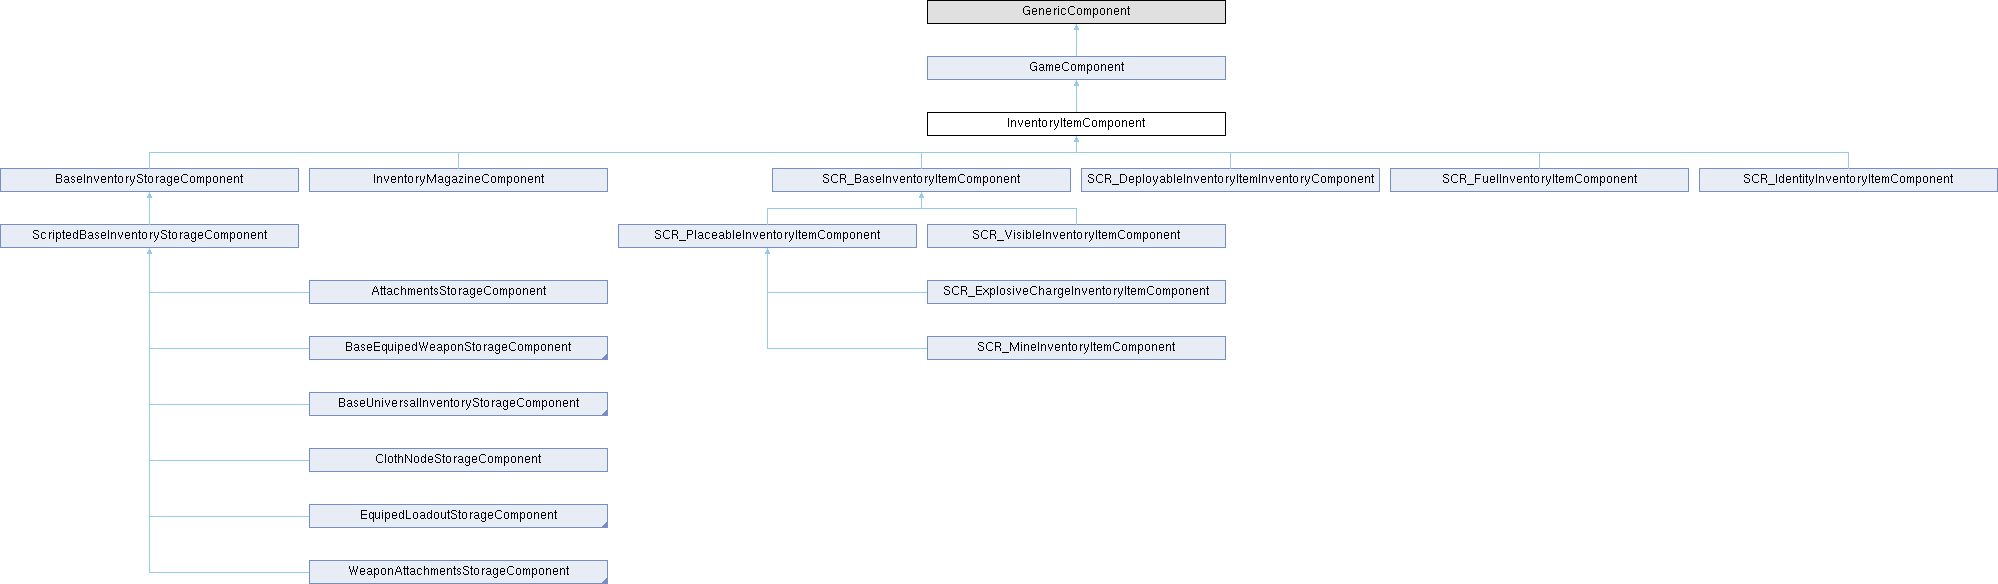 GenericComponent
GameComponent
InventoryItemComponent
BaseInventoryStorageComponent
InventoryMagazineComponent
SCR_BaseInventoryItemComponent
SCR_DeployableInventoryItemInventoryComponent
SCR_FuelInventoryItemComponent
SCR_IdentityInventoryItemComponent
ScriptedBaseInventoryStorageComponent
SCR_PlaceableInventoryItemComponent
SCR_VisibleInventoryItemComponent
AttachmentsStorageComponent
SCR_ExplosiveChargeInventoryItemComponent
BaseEquipedWeaponStorageComponent
SCR_MineInventoryItemComponent
BaseUniversalInventoryStorageComponent
ClothNodeStorageComponent
EquipedLoadoutStorageComponent
WeaponAttachmentsStorageComponent